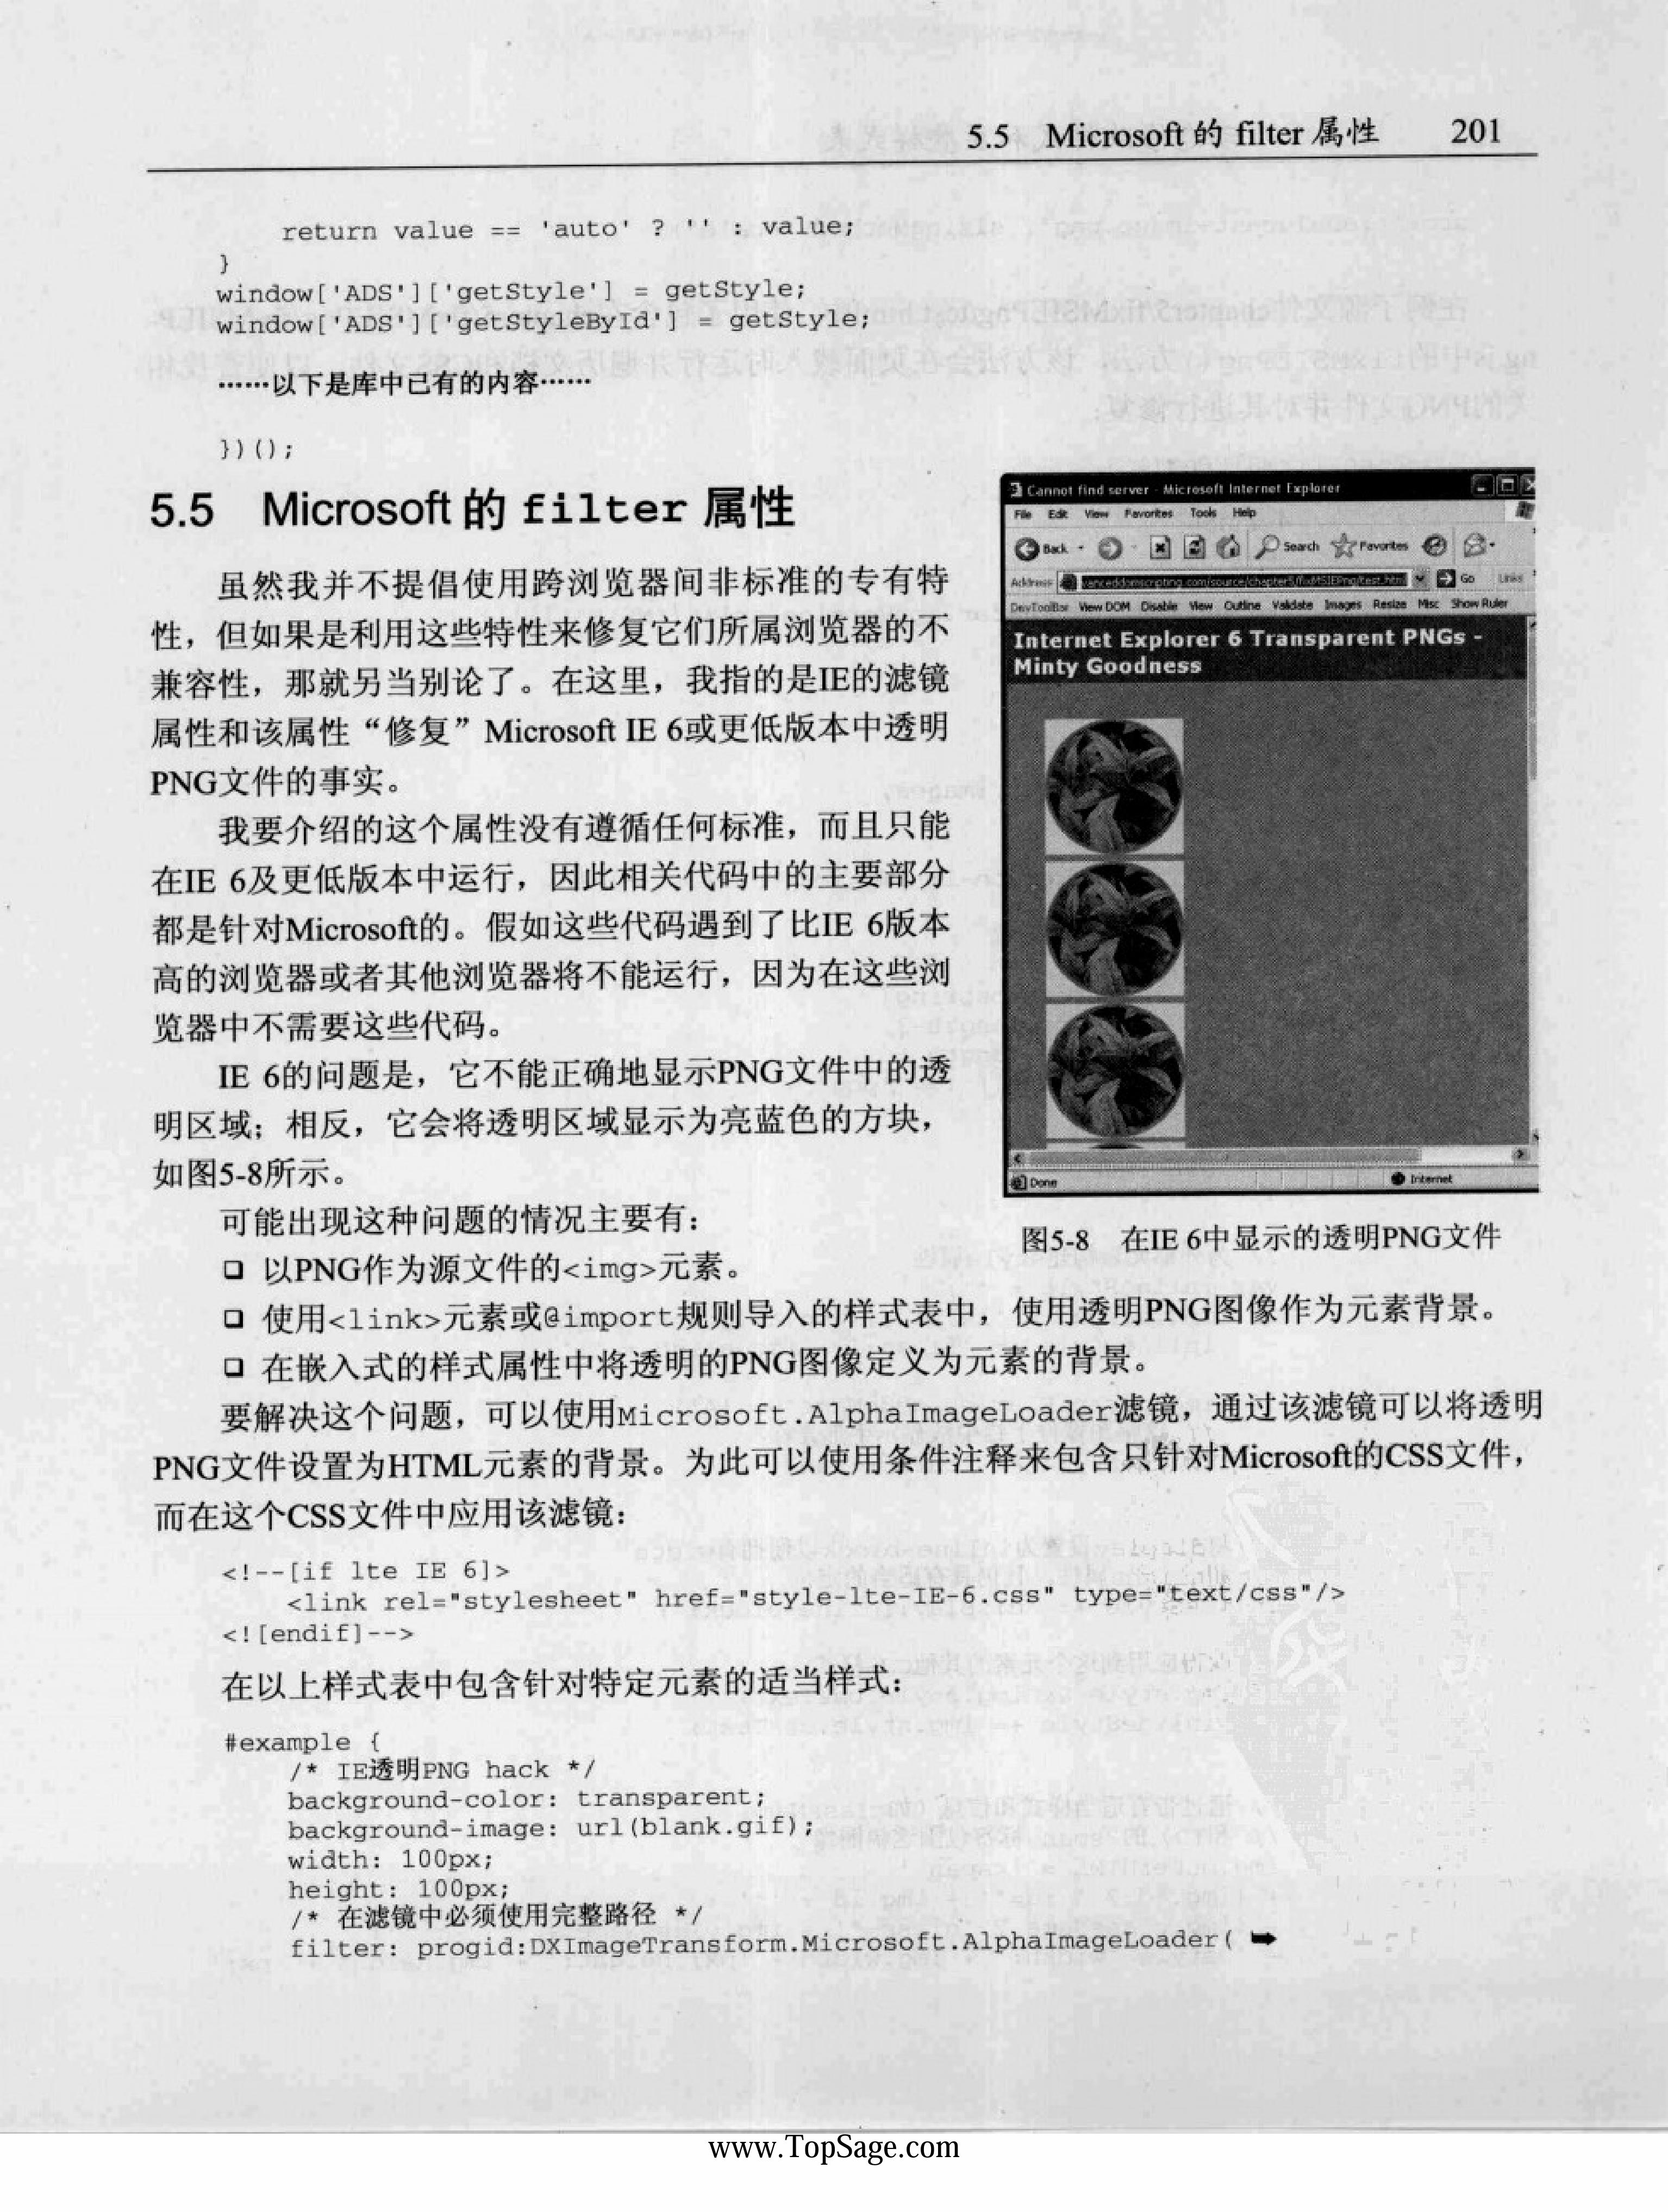 5.5 Microsoft 的 filter 属性 201
return value == 'auto' ? '' : value;
}
window['ADS']['getStyle'] = getStyle;
window['ADS']['getStyleById'] = getStyle;
……以下是库中已有的内容……
})();
5.5 Microsoft 的 filter 属性
虽然我并不提倡使用跨浏览器间非标准的专有特
性，但如果是利用这些特性来修复它们所属浏览器的不
兼容性，那就另当别论了。在这里，我指的是IE的滤镜
属性和该属性“修复”Microsoft IE 6或更低版本中透明
PNG文件的事实。
我要介绍的这个属性没有遵循任何标准，而且只能
在IE 6及更低版本中运行，因此相关代码中的主要部分
都是针对Microsoft的。假如这些代码遇到了比IE 6版本
高的浏览器或者其他浏览器将不能运行，因为在这些浏
览器中不需要这些代码。
IE 6的问题是，它不能正确地显示PNG文件中的透
明区域；相反，它会将透明区域显示为亮蓝色的方块，
如图5-8所示。
Cannot find server - Microsoft Internet Explorer
File Edit View Favorites Tools Help
Back Search Favorites
Address vanceddomscripting.com/source/chapter5/fixMSIEPng/test.html Go Links
DevToolBar View DOM Disable View Outline Validate Images Resize Misc Show Ruler
Internet Explorer 6 Transparent PNGs -
Minty Goodness
Done Internet
图5-8 在IE 6中显示的透明PNG文件
可能出现这种问题的情况主要有：
❑ 以PNG作为源文件的<img>元素。
❑ 使用<link>元素或@import规则导入的样式表中，使用透明PNG图像作为元素背景。
❑ 在嵌入式的样式属性中将透明的PNG图像定义为元素的背景。
要解决这个问题，可以使用Microsoft.AlphaImageLoader滤镜，通过该滤镜可以将透明
PNG文件设置为HTML元素的背景。为此可以使用条件注释来包含只针对Microsoft的CSS文件，
而在这个CSS文件中应用该滤镜：
<!--[if lte IE 6]>
<link rel="stylesheet" href="style-lte-IE-6.css" type="text/css"/>
<![endif]-->
在以上样式表中包含针对特定元素的适当样式：
#example {
/* IE透明PNG hack */
background-color: transparent;
background-image: url(blank.gif);
width: 100px;
height: 100px;
/* 在滤镜中必须使用完整路径 */
filter: progid:DXImageTransform.Microsoft.AlphaImageLoader( ➥
www.TopSage.com